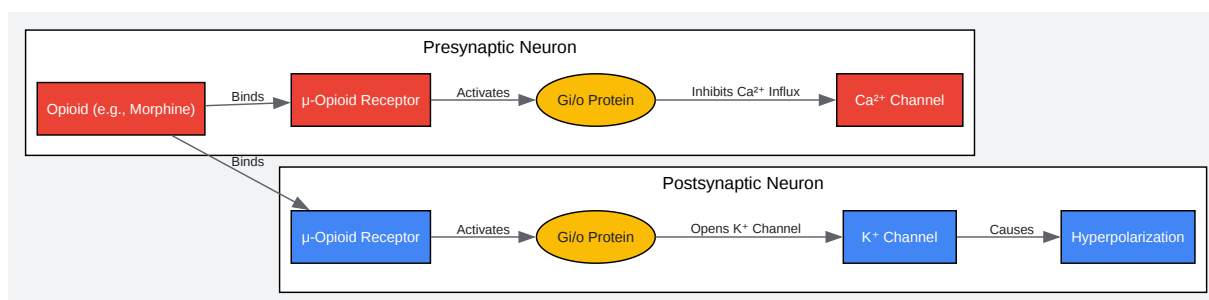 Presynaptic Neuron
Opioid (e.g., Morphine)
Binds
μ-Opioid Receptor
Activates
Gi/o Protein
Inhibits Ca²⁺ Influx
Ca²⁺ Channel
Binds
Postsynaptic Neuron
μ-Opioid Receptor
Activates
Gi/o Protein
Opens K⁺ Channel
K⁺ Channel
Causes
Hyperpolarization